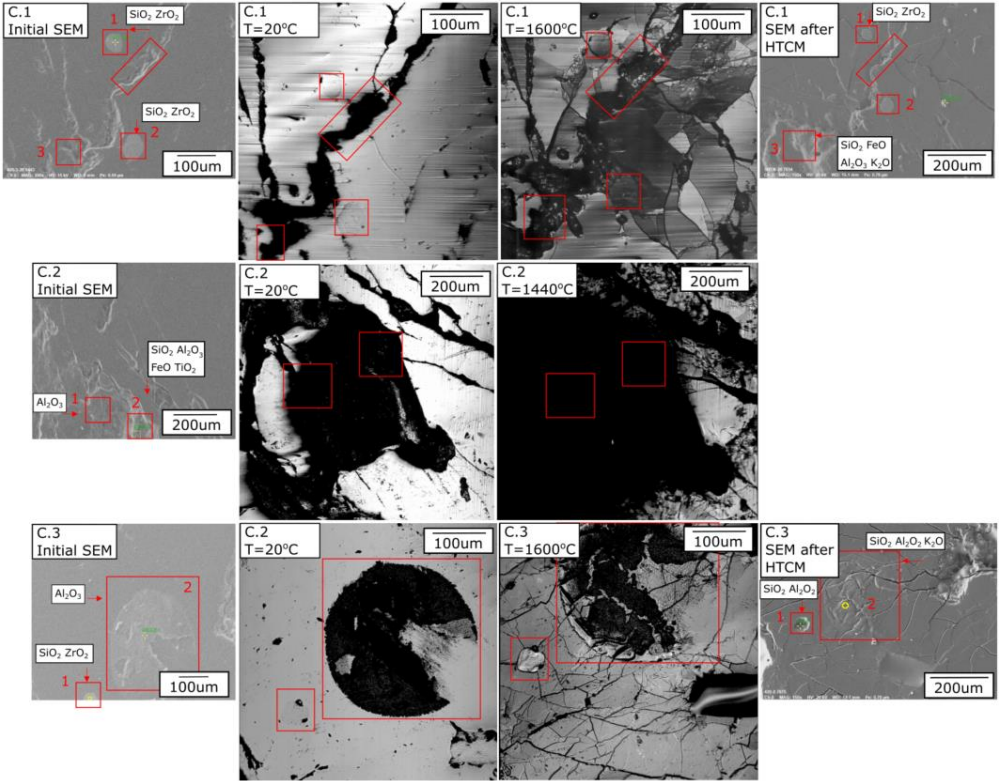 C.1
Initial SEM
SiO2 ZrO2
1
SiO2 ZrO2
2
3
100um
C.1
T=20°C
100um
C.1
T=1600°C
100um
C.1
SEM after
HTCM
SiO2 ZrO2
1
2
3
SiO2 FeO
Al2O3 K2O
200um
C.2
Initial SEM
SiO2 Al2O3
FeO TiO2
Al2O3
1
2
200um
C.2
T=20°C
200um
C.2
T=1440°C
200um
C.3
Initial SEM
Al2O3
2
SiO2 ZrO2
1
100um
C.2
T=20°C
100um
C.3
T=1600°C
100um
C.3
SEM after
HTCM
SiO2 Al2O2 K2O
SiO2 Al2O2
1
2
200um